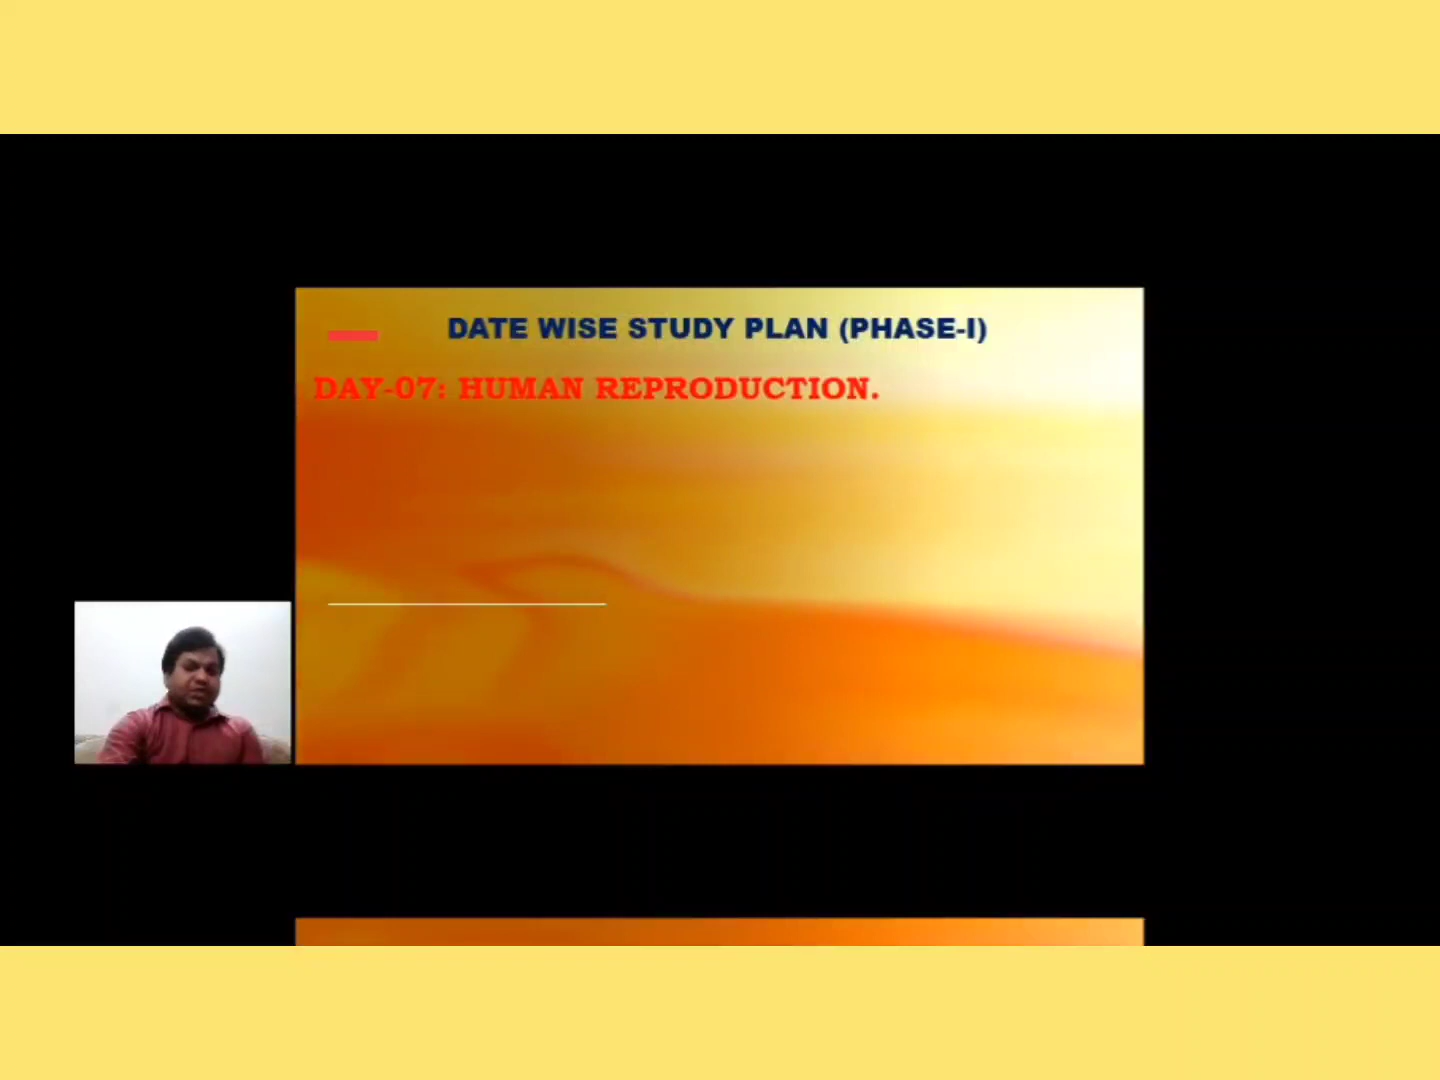 DATE WISE STUDY PLAN (PHASE-I)
DAY-07: HUMAN REPRODUCTION.